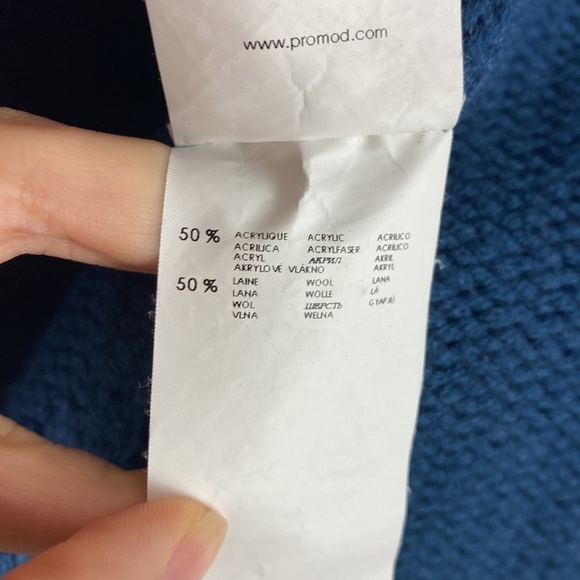 www.promod.com
50 % ACRYLIQUE ACRYLIC ACRILICO
ACRILICA ACRYLFASER ACRÍLICO
ACRYL АКРИЛ AKRIL
AKRYLOVÉ VLÁKNO AKRYL
50 % LAINE WOOL LANA
LANA WOLLE LÃ
WOL ШЕРСТЬ GYAPJÚ
VLNA WEŁNA